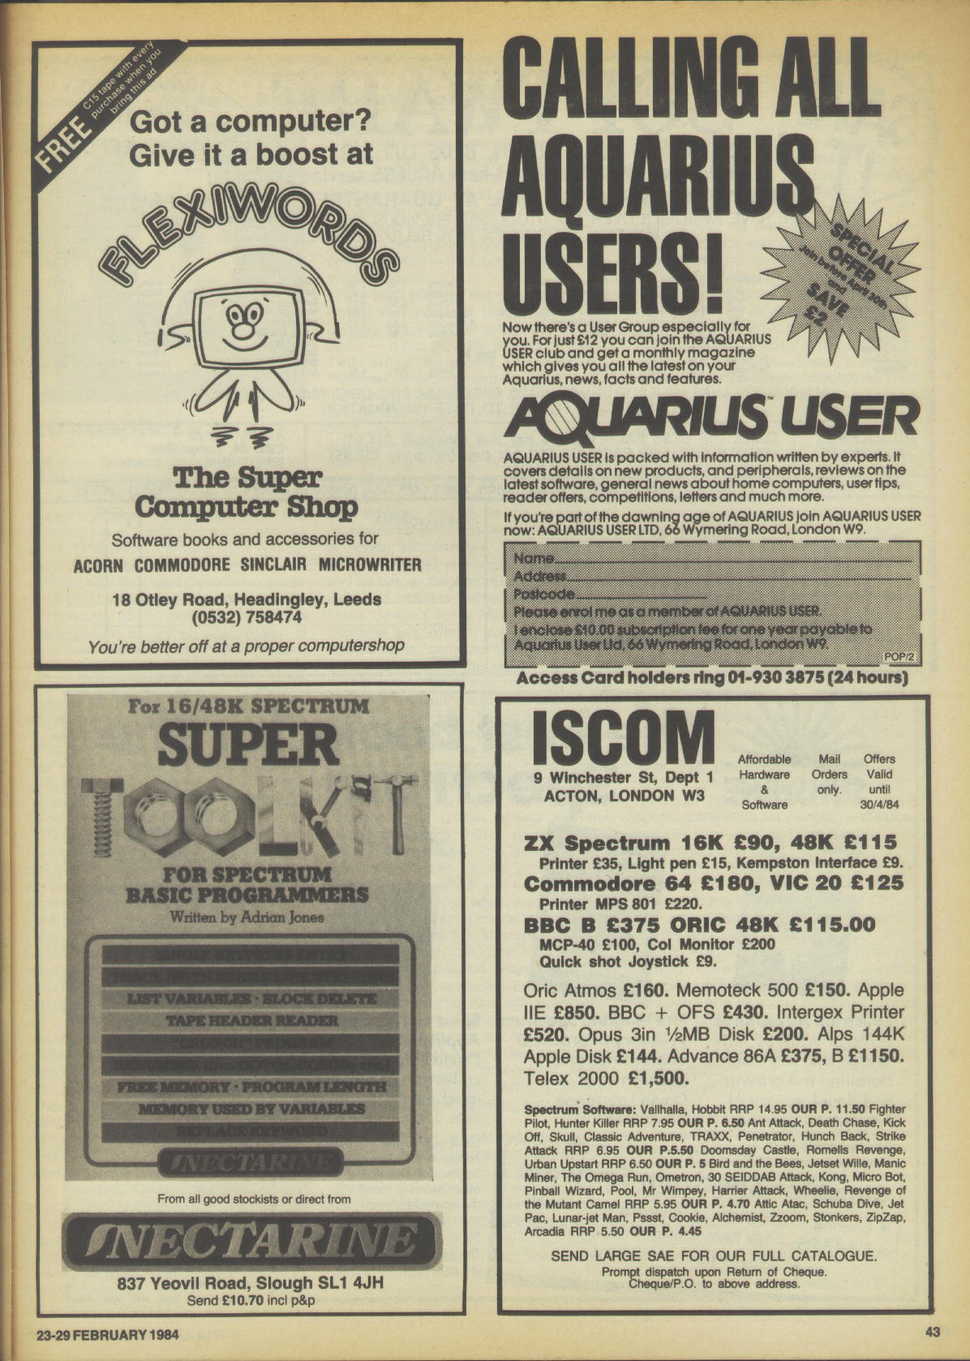 FREE
C15 tape with every
purchase when you
bring this ad
Got a computer?
Give it a boost at
FLEXIWORDS
The Super
Computer Shop
Software books and accessories for
ACORN COMMODORE SINCLAIR MICROWRITER
18 Otley Road, Headingley, Leeds
(0532) 758474
You're better off at a proper computershop
For 16/48K SPECTRUM
SUPER
TOOLKIT
FOR SPECTRUM
BASIC PROGRAMMERS
Written by Adrian Jones
LIST VARIABLES · BLOCK DELETE
TAPE HEADER READER
FREE MEMORY · PROGRAM LENGTH
MEMORY USED BY VARIABLES
NECTARINE
From all good stockists or direct from
NECTARINE
837 Yeovil Road, Slough SL1 4JH
Send £10.70 incl p&p
CALLING ALL
AQUARIUS
USERS!
SPECIAL
OFFER
Join before April 30th
and
SAVE
£2
Now there's a User Group especially for
you. For just £12 you can join the AQUARIUS
USER club and get a monthly magazine
which gives you all the latest on your
Aquarius, news, facts and features.
AQUARIUS™ USER
AQUARIUS USER is packed with information written by experts. It
covers details on new products, and peripherals, reviews on the
latest software, general news about home computers, user tips,
reader offers, competitions, letters and much more.
If you're part of the dawning age of AQUARIUS join AQUARIUS USER
now: AQUARIUS USER LTD, 66 Wymering Road, London W9.
Name
Address
Postcode
Please enrol me as a member of AQUARIUS USER.
I enclose £10.00 subscription fee for one year payable to
Aquarius User Ltd, 66 Wymering Road, London W9.
POP/2
Access Card holders ring 01-930 3875 (24 hours)
ISCOM
9 Winchester St, Dept 1
ACTON, LONDON W3
Affordable
Hardware
&
Software
Mail
Orders
only.
Offers
Valid
until
30/4/84
ZX Spectrum 16K £90, 48K £115
Printer £35, Light pen £15, Kempston Interface £9.
Commodore 64 £180, VIC 20 £125
Printer MPS 801 £220.
BBC B £375 ORIC 48K £115.00
MCP-40 £100, Col Monitor £200
Quick shot Joystick £9.
Oric Atmos £160. Memoteck 500 £150. Apple
IIE £850. BBC + OFS £430. Intergex Printer
£520. Opus 3in ½MB Disk £200. Alps 144K
Apple Disk £144. Advance 86A £375, B £1150.
Telex 2000 £1,500.
Spectrum Software: Vallhalla, Hobbit RRP 14.95 OUR P. 11.50 Fighter
Pilot, Hunter Killer RRP 7.95 OUR P. 6.50 Ant Attack, Death Chase, Kick
Off, Skull, Classic Adventure, TRAXX, Penetrator, Hunch Back, Strike
Attack RRP 6.95 OUR P.5.50 Doomsday Castle, Romells Revenge,
Urban Upstart RRP 6.50 OUR P. 5 Bird and the Bees, Jetset Wille, Manic
Miner, The Omega Run, Ometron, 30 SEIDDAB Attack, Kong, Micro Bot,
Pinball Wizard, Pool, Mr Wimpey, Harrier Attack, Wheelie, Revenge of
the Mutant Camel RRP 5.95 OUR P. 4.70 Attic Atac, Schuba Dive, Jet
Pac, Lunar-jet Man, Pssst, Cookie, Alchemist, Zzoom, Stonkers, ZipZap,
Arcadia RRP 5.50 OUR P. 4.45
SEND LARGE SAE FOR OUR FULL CATALOGUE.
Prompt dispatch upon Return of Cheque.
Cheque/P.O. to above address.
23-29 FEBRUARY 1984
43